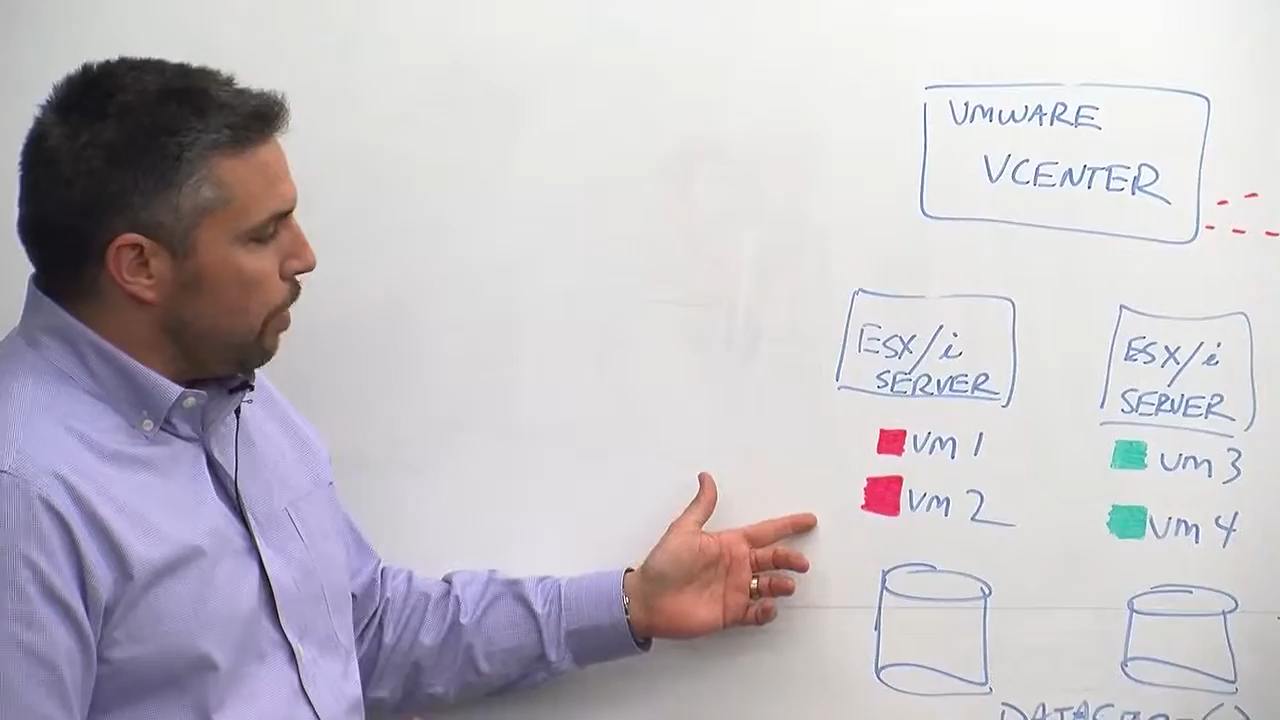 VMWARE
VCENTER
ESX/i
SERVER
ESX/i
SERVER
VM 1
VM 2
VM 3
VM 4